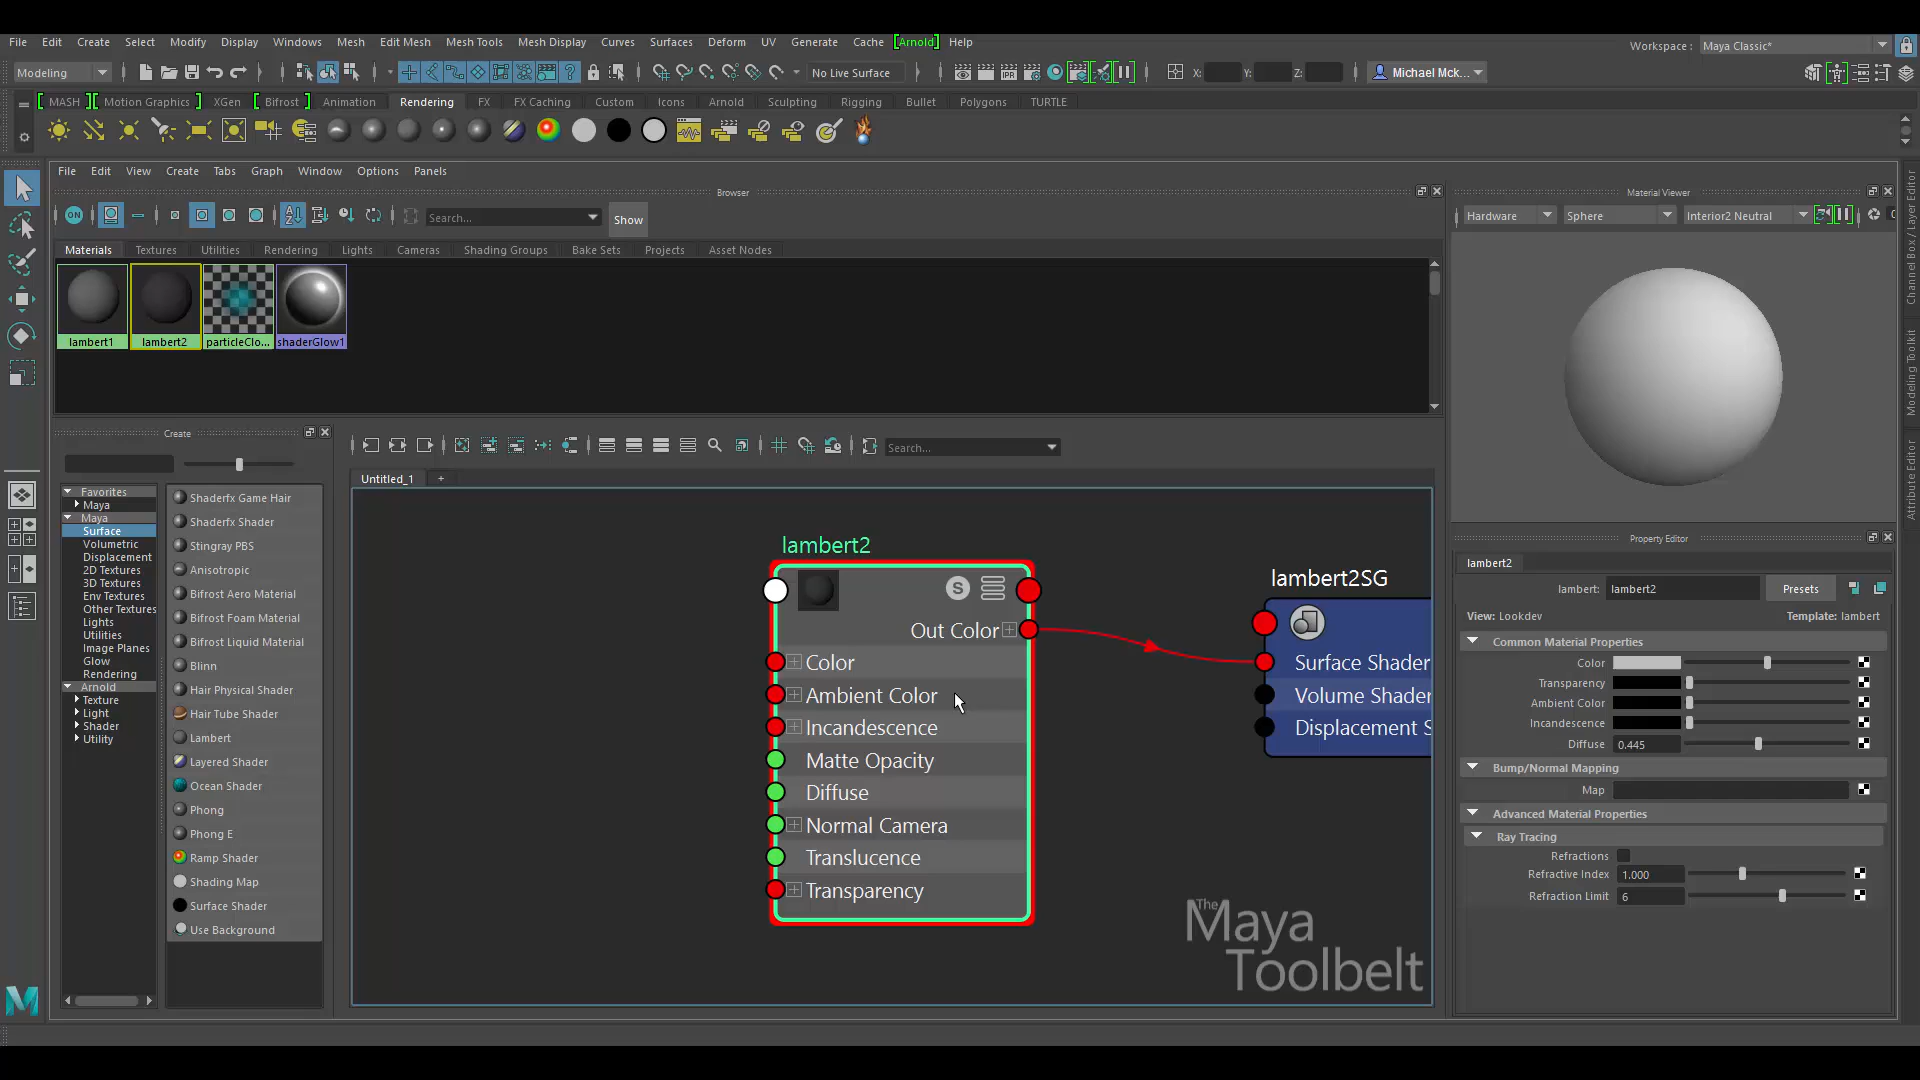 File Edit Create Select Modify Display Windows Mesh Edit Mesh Mesh Tools Mesh Display Curves Surfaces Deform UV Generate Cache [Arnold] Help
Workspace : Maya Classic*
Modeling No Live Surface X: Y: Z: Michael Mck...
MASH Motion Graphics XGen Bifrost Animation Rendering FX FX Caching Custom Icons Arnold Sculpting Rigging Bullet Polygons TURTLE
File Edit View Create Tabs Graph Window Options Panels
Browser
ON Search... Show
Materials Textures Utilities Rendering Lights Cameras Shading Groups Bake Sets Projects Asset Nodes
lambert1 lambert2 particleClo... shaderGlow1
Material Viewer
Hardware Sphere Interior2 Neutral
Channel Box / Layer Editor
Modeling Toolkit
Attribute Editor
Create
Favorites
Maya
Maya
Surface
Volumetric
Displacement
2D Textures
3D Textures
Env Textures
Other Textures
Lights
Utilities
Image Planes
Glow
Rendering
Arnold
Texture
Light
Shader
Utility
Shaderfx Game Hair
Shaderfx Shader
Stingray PBS
Anisotropic
Bifrost Aero Material
Bifrost Foam Material
Bifrost Liquid Material
Blinn
Hair Physical Shader
Hair Tube Shader
Lambert
Layered Shader
Ocean Shader
Phong
Phong E
Ramp Shader
Shading Map
Surface Shader
Use Background
Search...
Untitled_1 +
lambert2
S
Out Color
Color
Ambient Color
Incandescence
Matte Opacity
Diffuse
Normal Camera
Translucence
Transparency
lambert2SG
Surface Shader
Volume Shader
Displacement S
The
Maya
Toolbelt
Property Editor
lambert2
lambert: lambert2 Presets
View: Lookdev Template: lambert
Common Material Properties
Color
Transparency
Ambient Color
Incandescence
Diffuse 0.445
Bump/Normal Mapping
Map
Advanced Material Properties
Ray Tracing
Refractions
Refractive Index 1.000
Refraction Limit 6
M